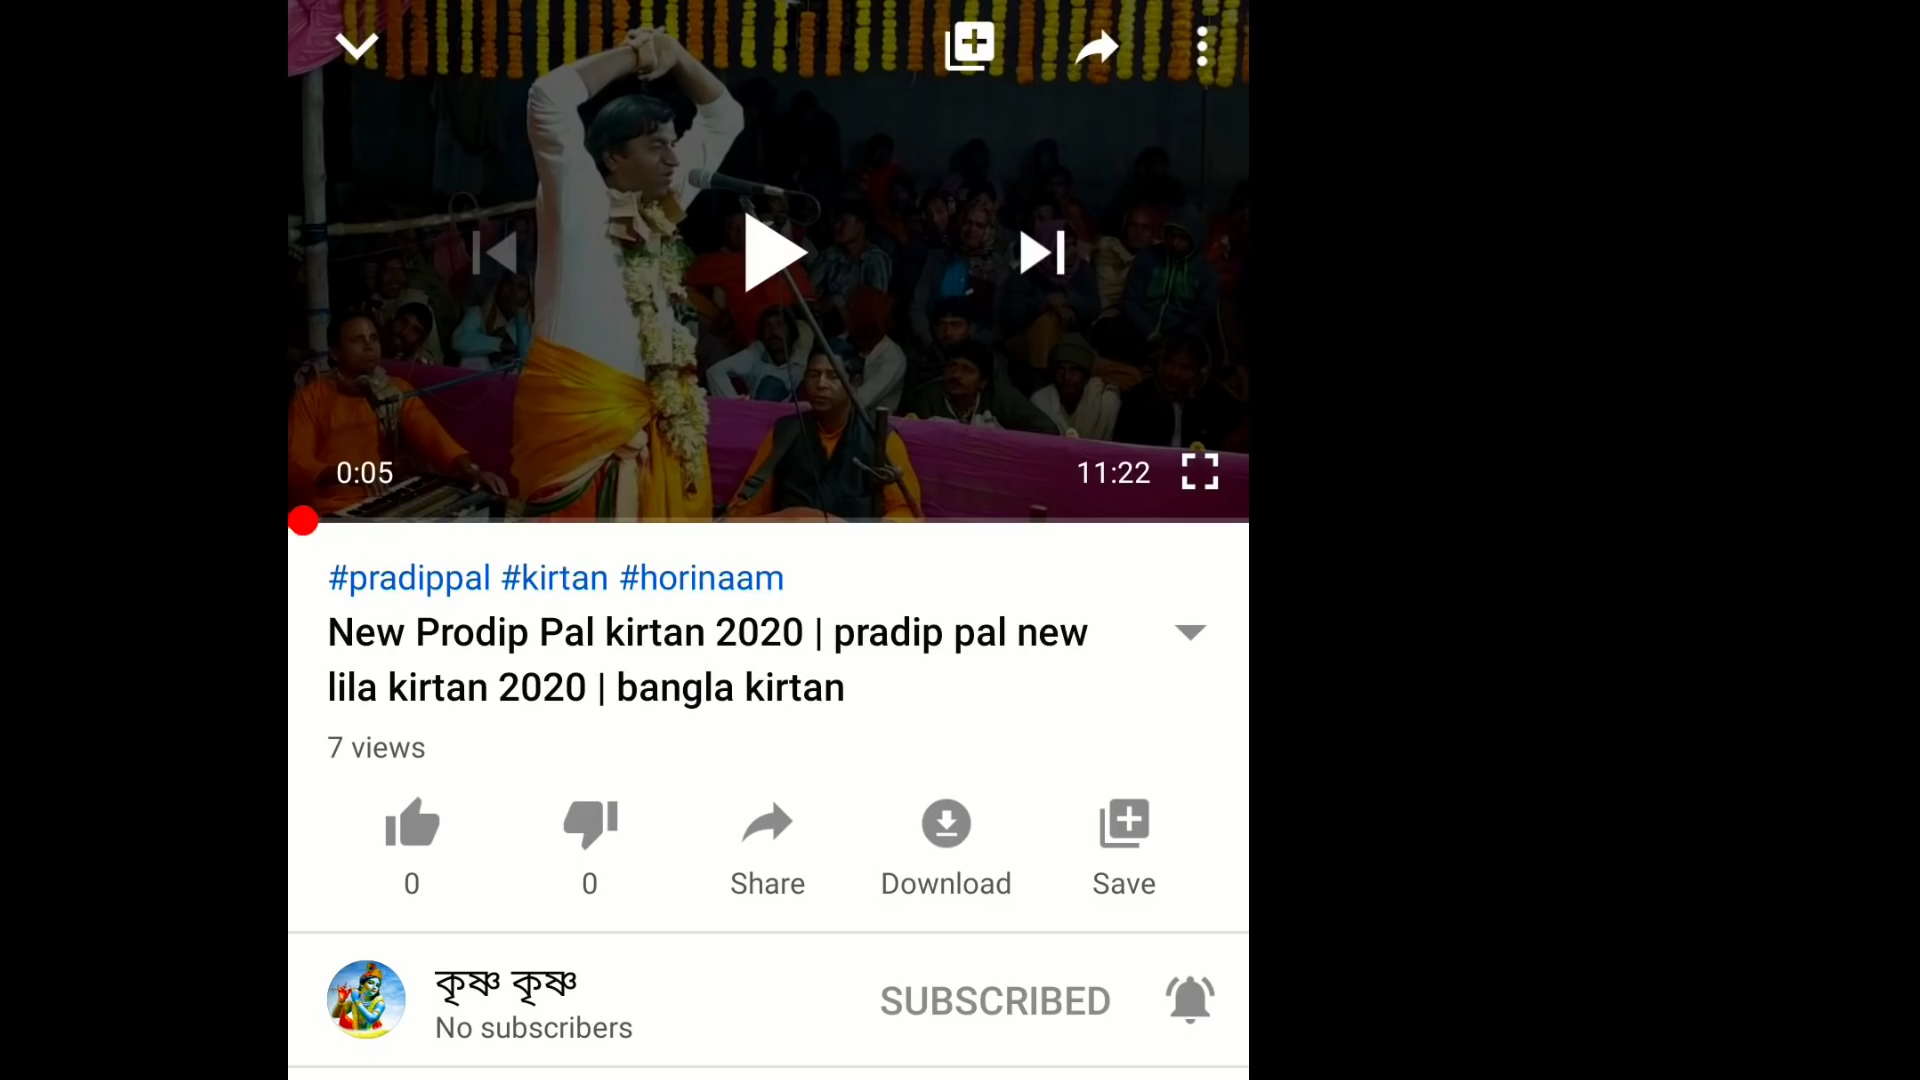 0:05
11:22
#pradippal #kirtan #horinaam
New Prodip Pal kirtan 2020 | pradip pal new
lila kirtan 2020 | bangla kirtan
7 views
0
0
Share
Download
Save
কৃষ্ণ কৃষ্ণ
SUBSCRIBED
No subscribers